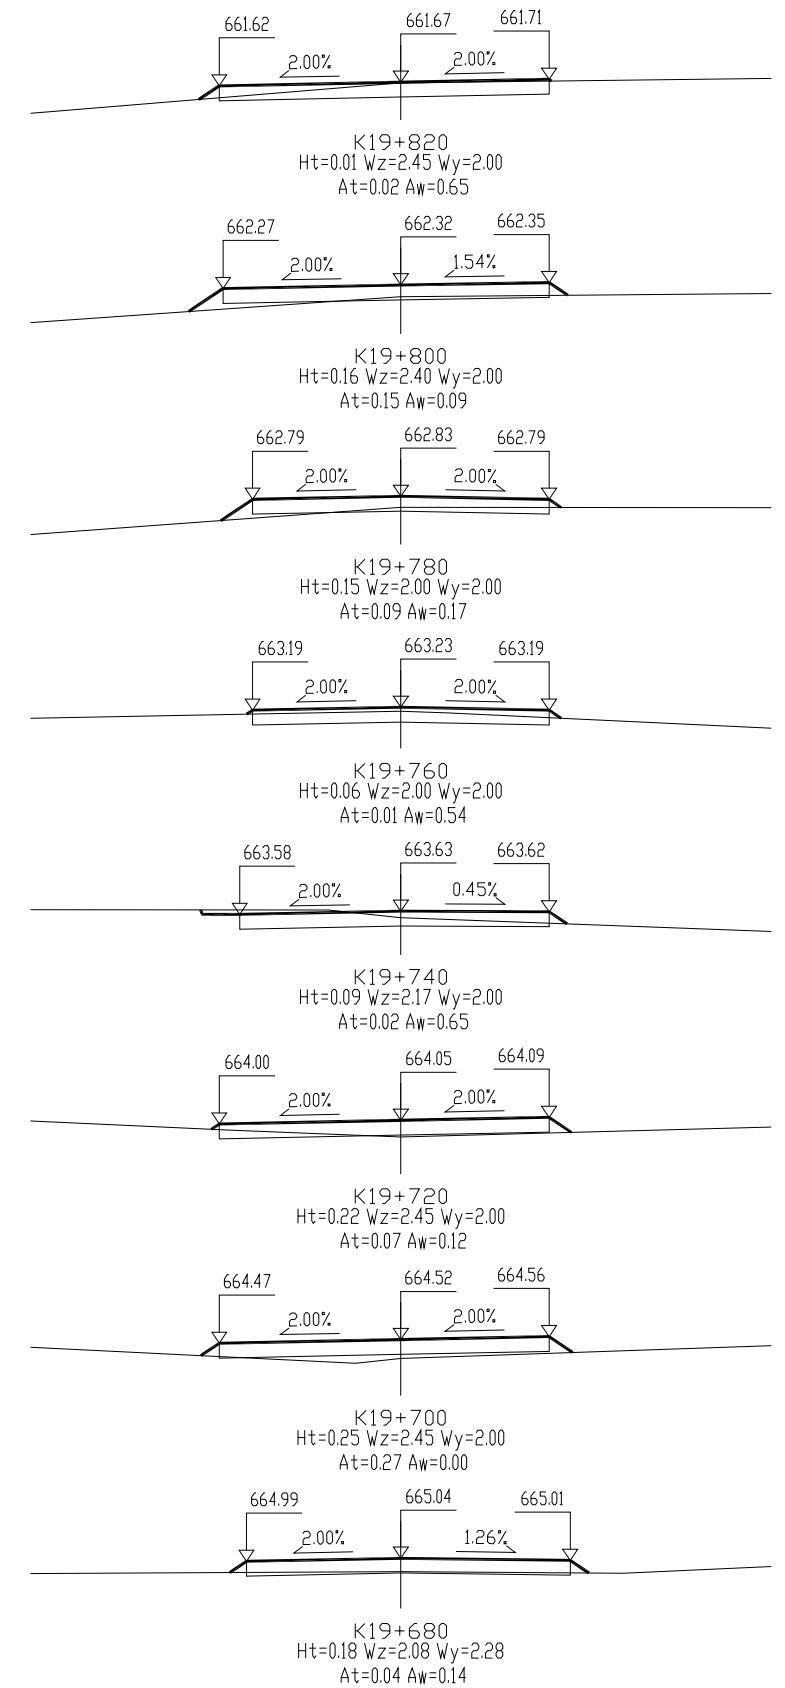 661.62 661.67 661.71
2.00% 2.00%
K19+820
Ht=0.01 Wz=2.45 Wy=2.00
At=0.02 Aw=0.65
662.27 662.32 662.35
2.00% 1.54%
K19+800
Ht=0.16 Wz=2.40 Wy=2.00
At=0.15 Aw=0.09
662.79 662.83 662.79
2.00% 2.00%
K19+780
Ht=0.15 Wz=2.00 Wy=2.00
At=0.09 Aw=0.17
663.19 663.23 663.19
2.00% 2.00%
K19+760
Ht=0.06 Wz=2.00 Wy=2.00
At=0.01 Aw=0.54
663.58 663.63 663.62
2.00% 0.45%
K19+740
Ht=0.09 Wz=2.17 Wy=2.00
At=0.02 Aw=0.65
664.00 664.05 664.09
2.00% 2.00%
K19+720
Ht=0.22 Wz=2.45 Wy=2.00
At=0.07 Aw=0.12
664.47 664.52 664.56
2.00% 2.00%
K19+700
Ht=0.25 Wz=2.45 Wy=2.00
At=0.27 Aw=0.00
664.99 665.04 665.01
2.00% 1.26%
K19+680
Ht=0.18 Wz=2.08 Wy=2.28
At=0.04 Aw=0.14